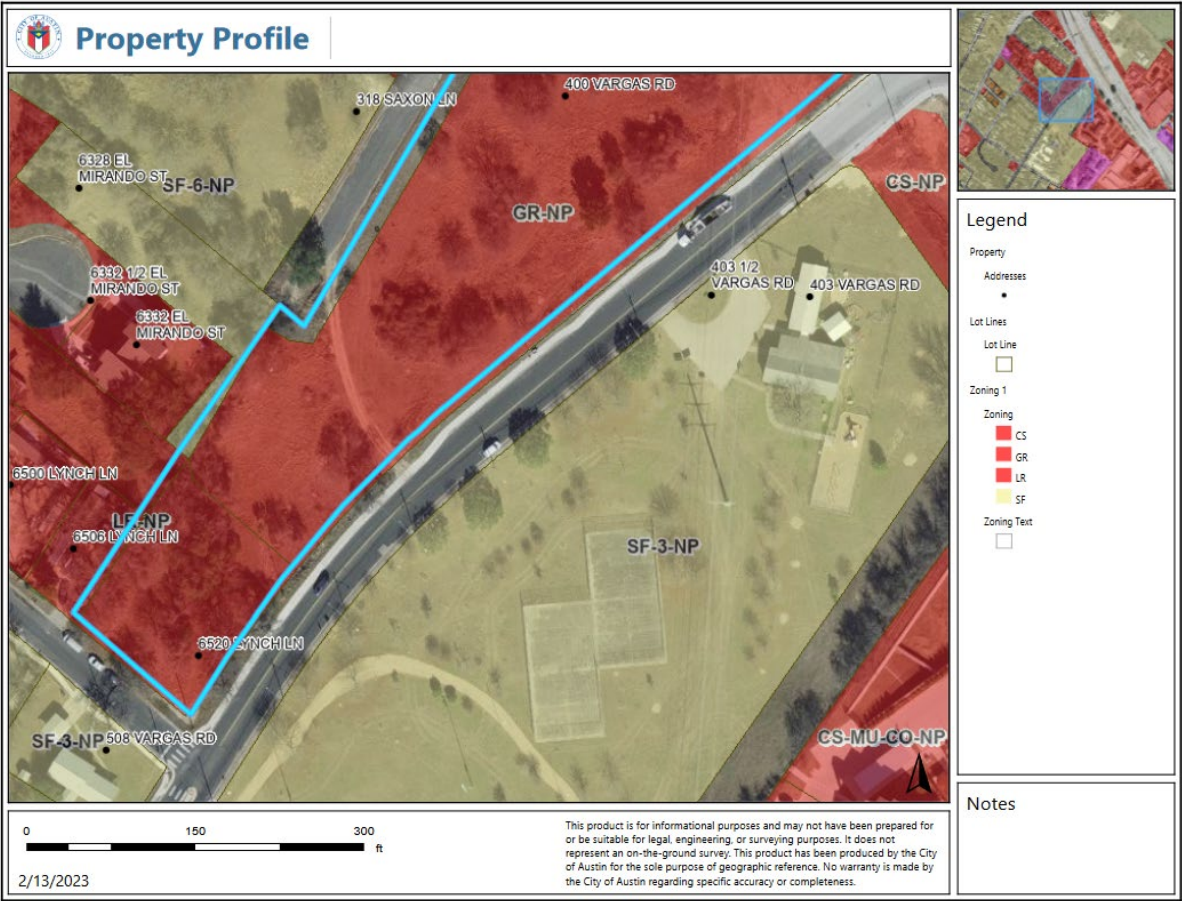 CITY OF AUSTIN
Property Profile
400 VARGAS RD
318 SAXON LN
6328 EL
MIRANDO ST
SF-6-NP
CS-NP
GR-NP
6332 1/2 EL
MIRANDO ST
403 1/2
VARGAS RD
403 VARGAS RD
6332 EL
MIRANDO ST
6500 LYNCH LN
LR-NP
6506 LYNCH LN
SF-3-NP
6520 LYNCH LN
SF-3-NP
508 VARGAS RD
CS-MU-CO-NP
Legend
Property
Addresses
Lot Lines
Lot Line
Zoning 1
Zoning
CS
GR
LR
SF
Zoning Text
Notes
0 150 300
ft
2/13/2023
This product is for informational purposes and may not have been prepared for
or be suitable for legal, engineering, or surveying purposes. It does not
represent an on-the-ground survey. This product has been produced by the City
of Austin for the sole purpose of geographic reference. No warranty is made by
the City of Austin regarding specific accuracy or completeness.